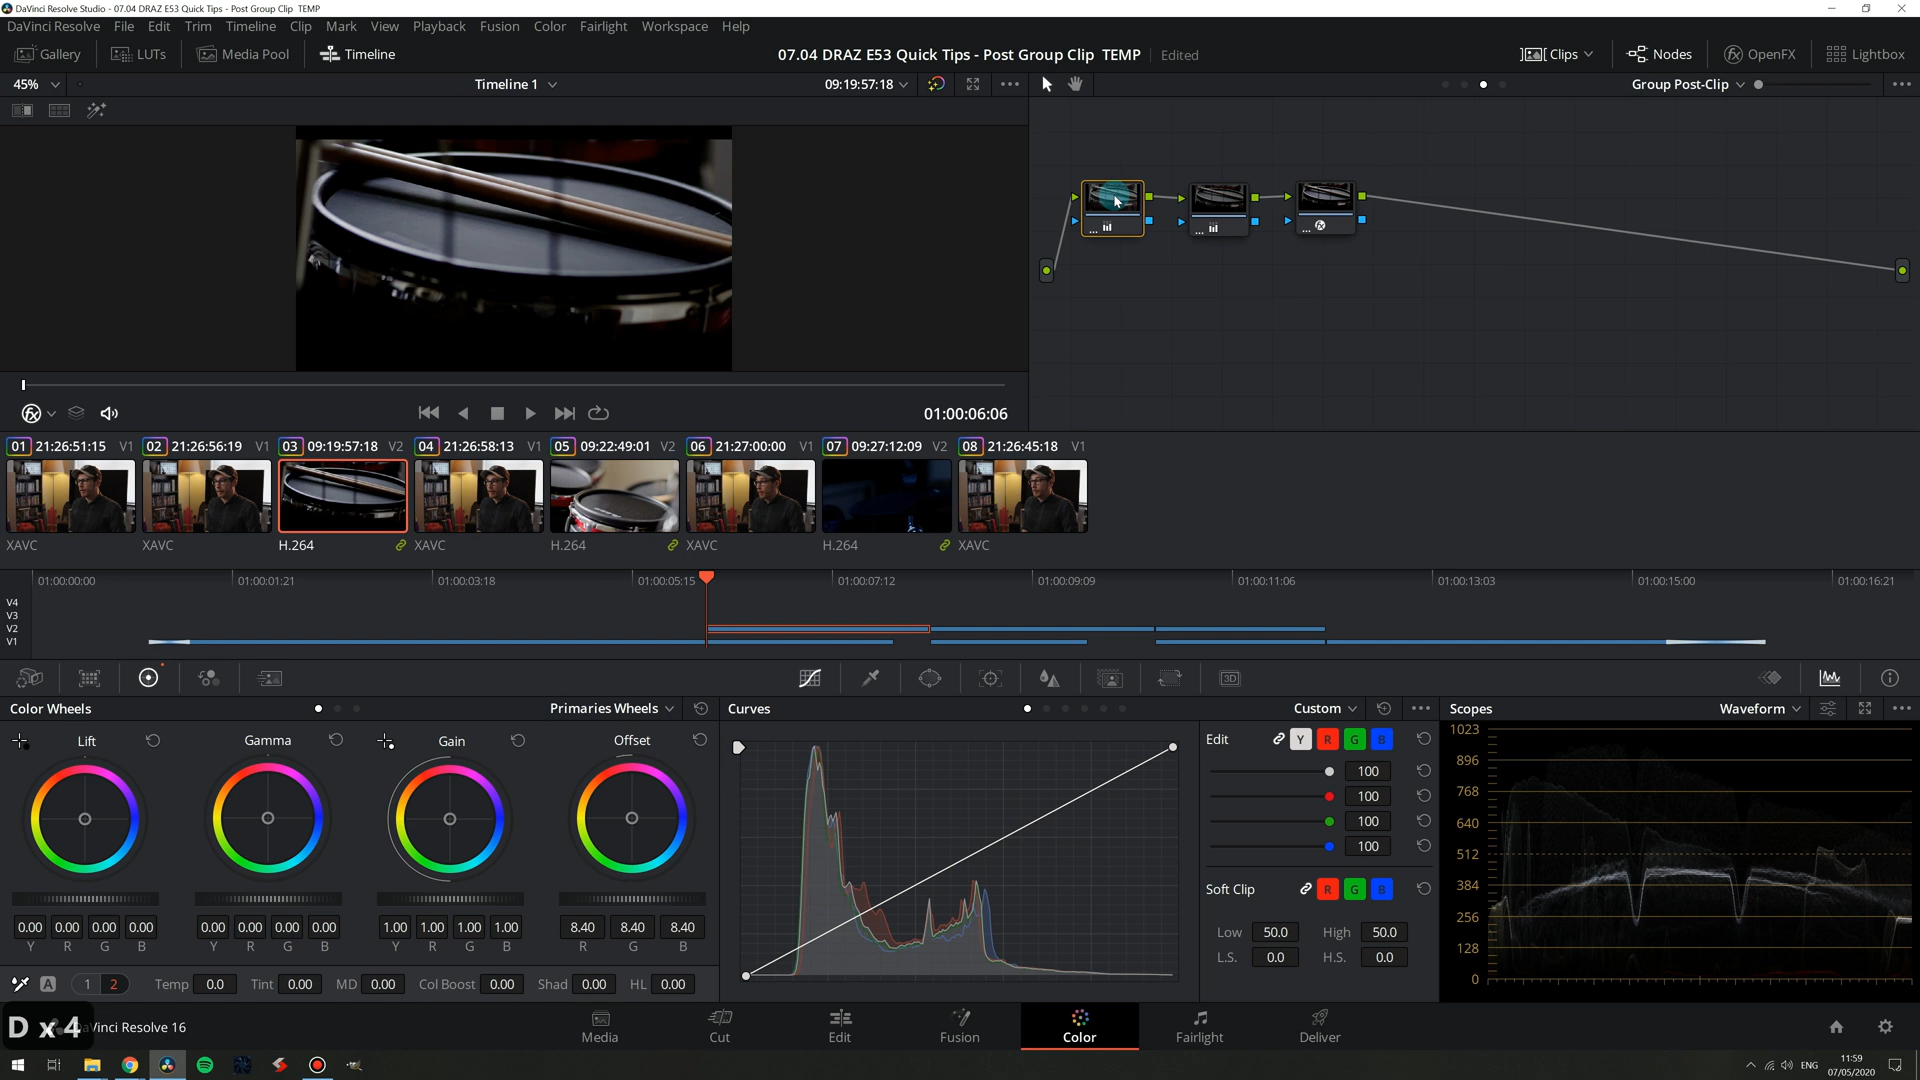 DaVinci Resolve Studio - 07.04 DRAZ E53 Quick Tips - Post Group Clip  TEMP
DaVinci Resolve File Edit Trim Timeline Clip Mark View Playback Fusion Color Fairlight Workspace Help
Gallery LUTs Media Pool Timeline 07.04 DRAZ E53 Quick Tips - Post Group Clip  TEMP Edited Clips Nodes OpenFX Lightbox
45% Timeline 1 09:19:57:18 Group Post-Clip
01:00:06:06
01 21:26:51:15 V1 02 21:26:56:19 V1 03 09:19:57:18 V2 04 21:26:58:13 V1 05 09:22:49:01 V2 06 21:27:00:00 V1 07 09:27:12:09 V2 08 21:26:45:18 V1
XAVC XAVC H.264 XAVC H.264 XAVC H.264 XAVC
01:00:00:00 01:00:01:21 01:00:03:18 01:00:05:15 01:00:07:12 01:00:09:09 01:00:11:06 01:00:13:03 01:00:15:00 01:00:16:21
V4
V3
V2
V1
Color Wheels Primaries Wheels Curves Custom Scopes Waveform
Lift Gamma Gain Offset
0.00 0.00 0.00 0.00 0.00 0.00 0.00 0.00 1.00 1.00 1.00 1.00 8.40 8.40 8.40
Y R G B Y R G B Y R G B R G B
A 1 2 Temp 0.0 Tint 0.00 MD 0.00 Col Boost 0.00 Shad 0.00 HL 0.00
Edit Y R G B
100
100
100
100
Soft Clip R G B
Low 50.0 High 50.0
L.S. 0.0 H.S. 0.0
1023
896
768
640
512
384
256
128
0
D x4 Vinci Resolve 16
Media Cut Edit Fusion Color Fairlight Deliver
ENG 11:59
07/05/2020